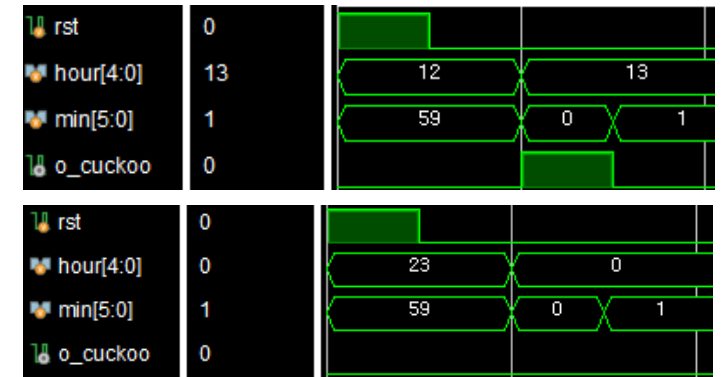 rst 0
hour[4:0] 13 12 13
min[5:0] 1 59 0 1
o_cuckoo 0
rst 0
hour[4:0] 0 23 0
min[5:0] 1 59 0 1
o_cuckoo 0